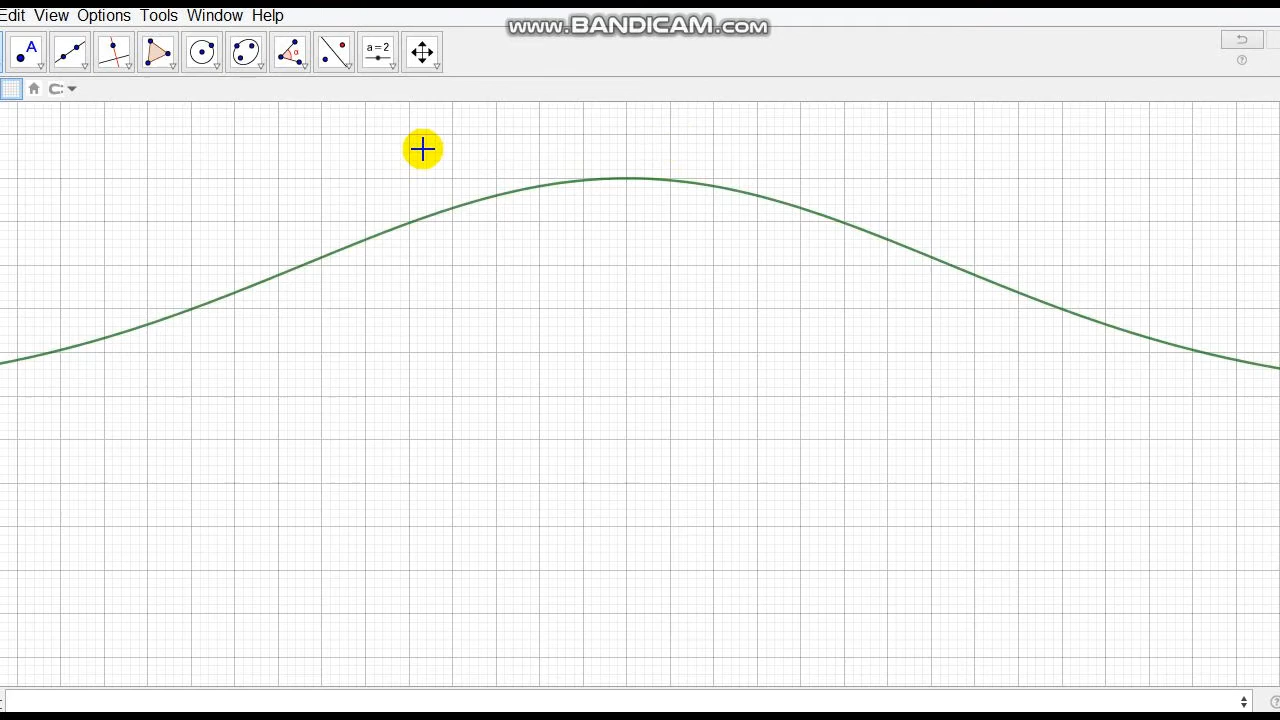 www.BANDICAM.com
Edit View Options Tools Window Help
A
α
a=2